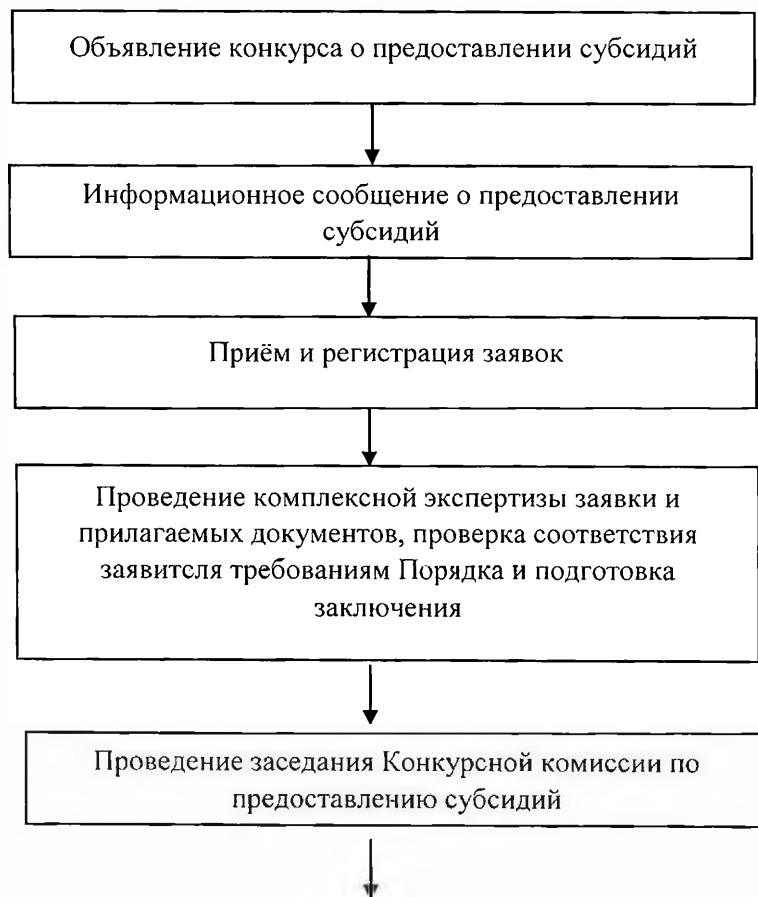 Объявление конкурса о предоставлении субсидий
Информационное сообщение о предоставлении
субсидий
Приём и регистрация заявок
Проведение комплексной экспертизы заявки и
прилагаемых документов, проверка соответствия
заявителя требованиям Порядка и подготовка
заключения
Проведение заседания Конкурсной комиссии по
предоставлению субсидий